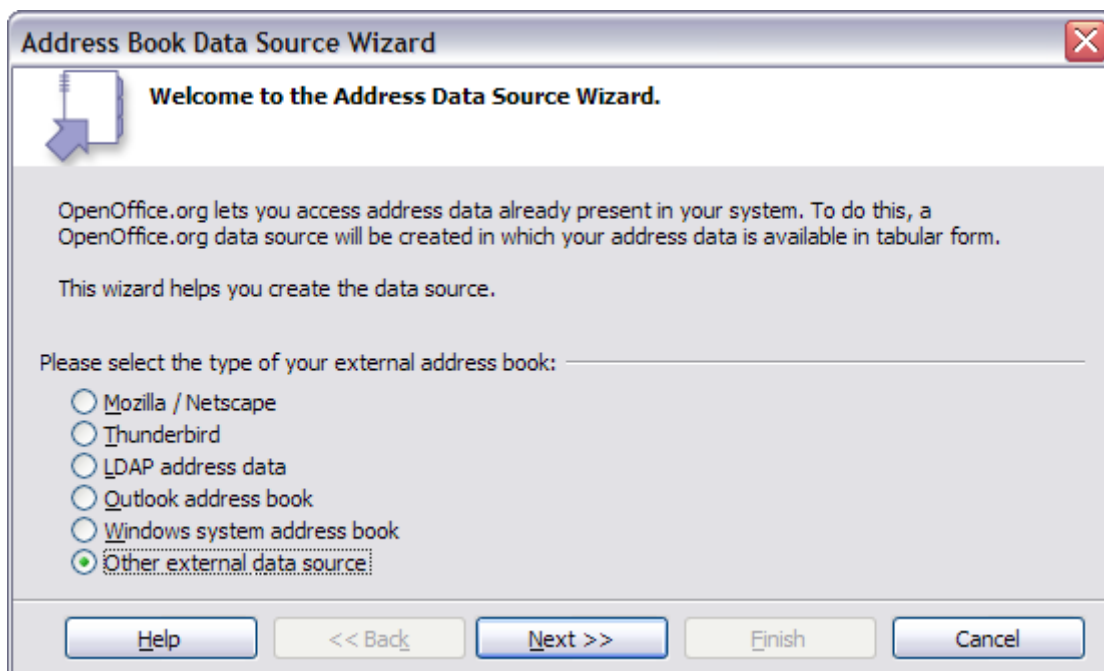 Address Book Data Source Wizard
Welcome to the Address Data Source Wizard.
OpenOffice.org lets you access address data already present in your system. To do this, a
OpenOffice.org data source will be created in which your address data is available in tabular form.
This wizard helps you create the data source.
Please select the type of your external address book:
Mozilla / Netscape
Thunderbird
LDAP address data
Outlook address book
Windows system address book
Other external data source
Help << Back Next >> Finish Cancel